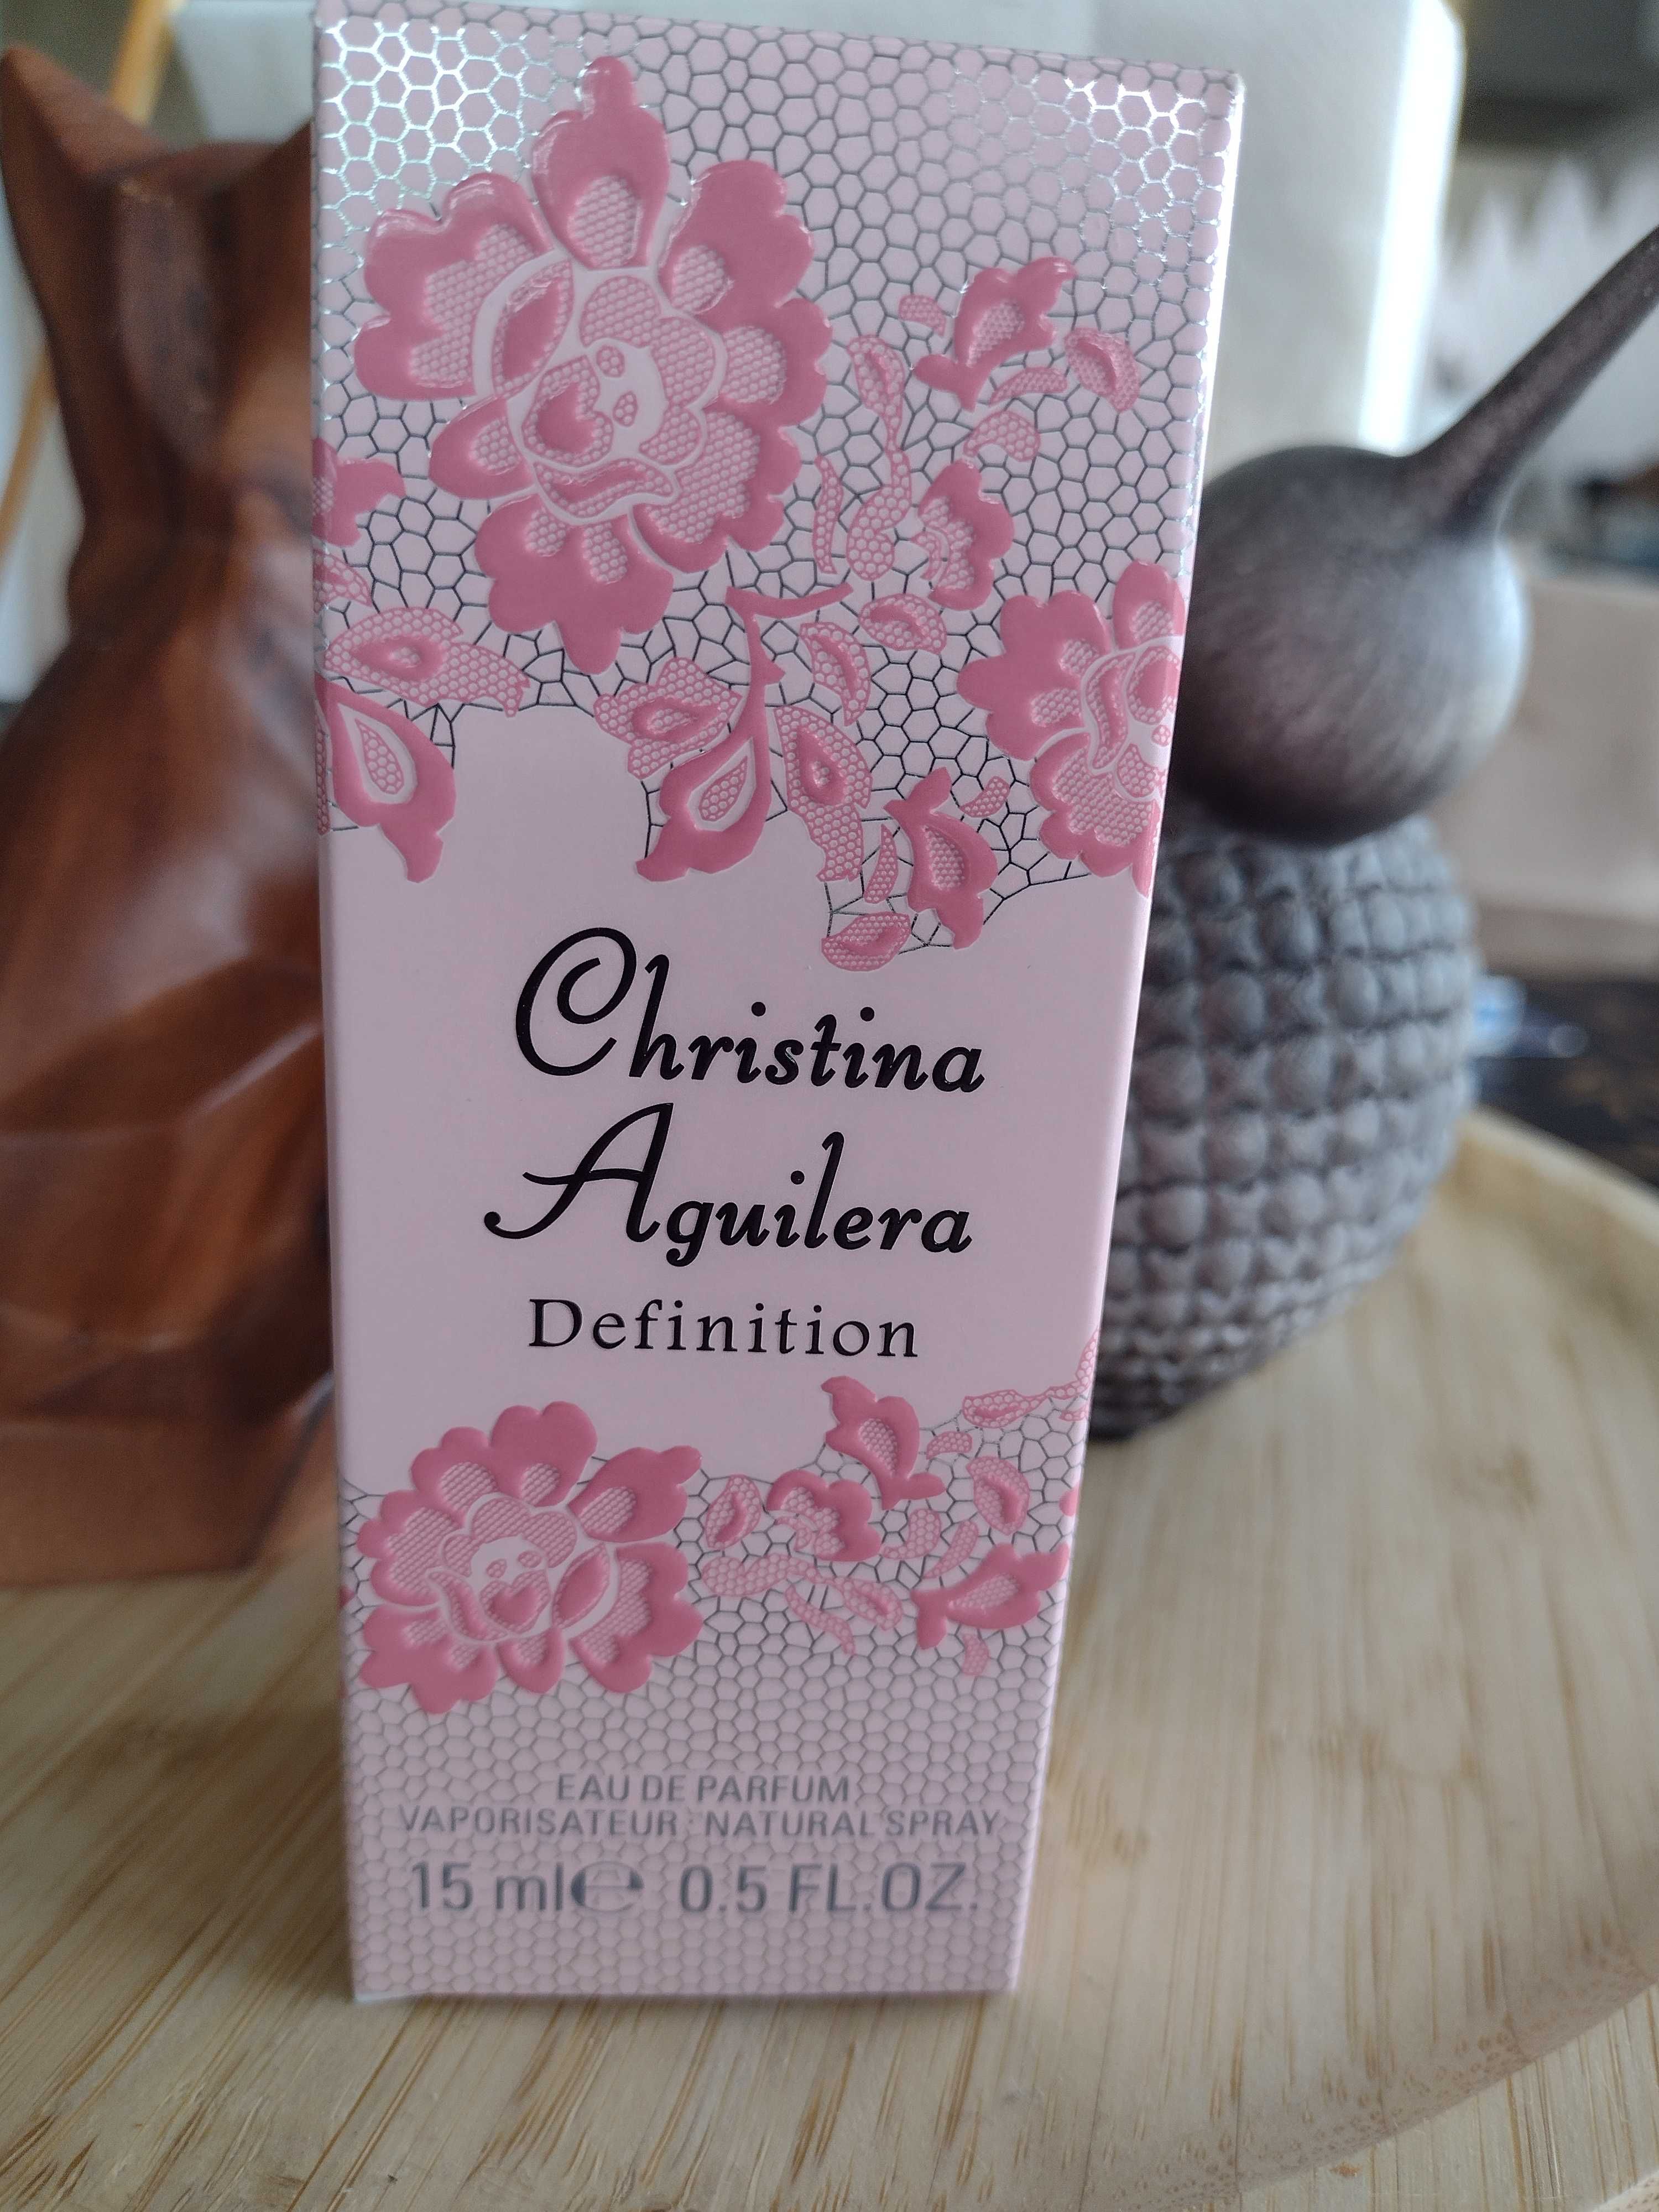 Christina
Aguilera
Definition
EAU DE PARFUM
VAPORISATEUR · NATURAL SPRAY
15 ml ℮ 0.5 FL.OZ.